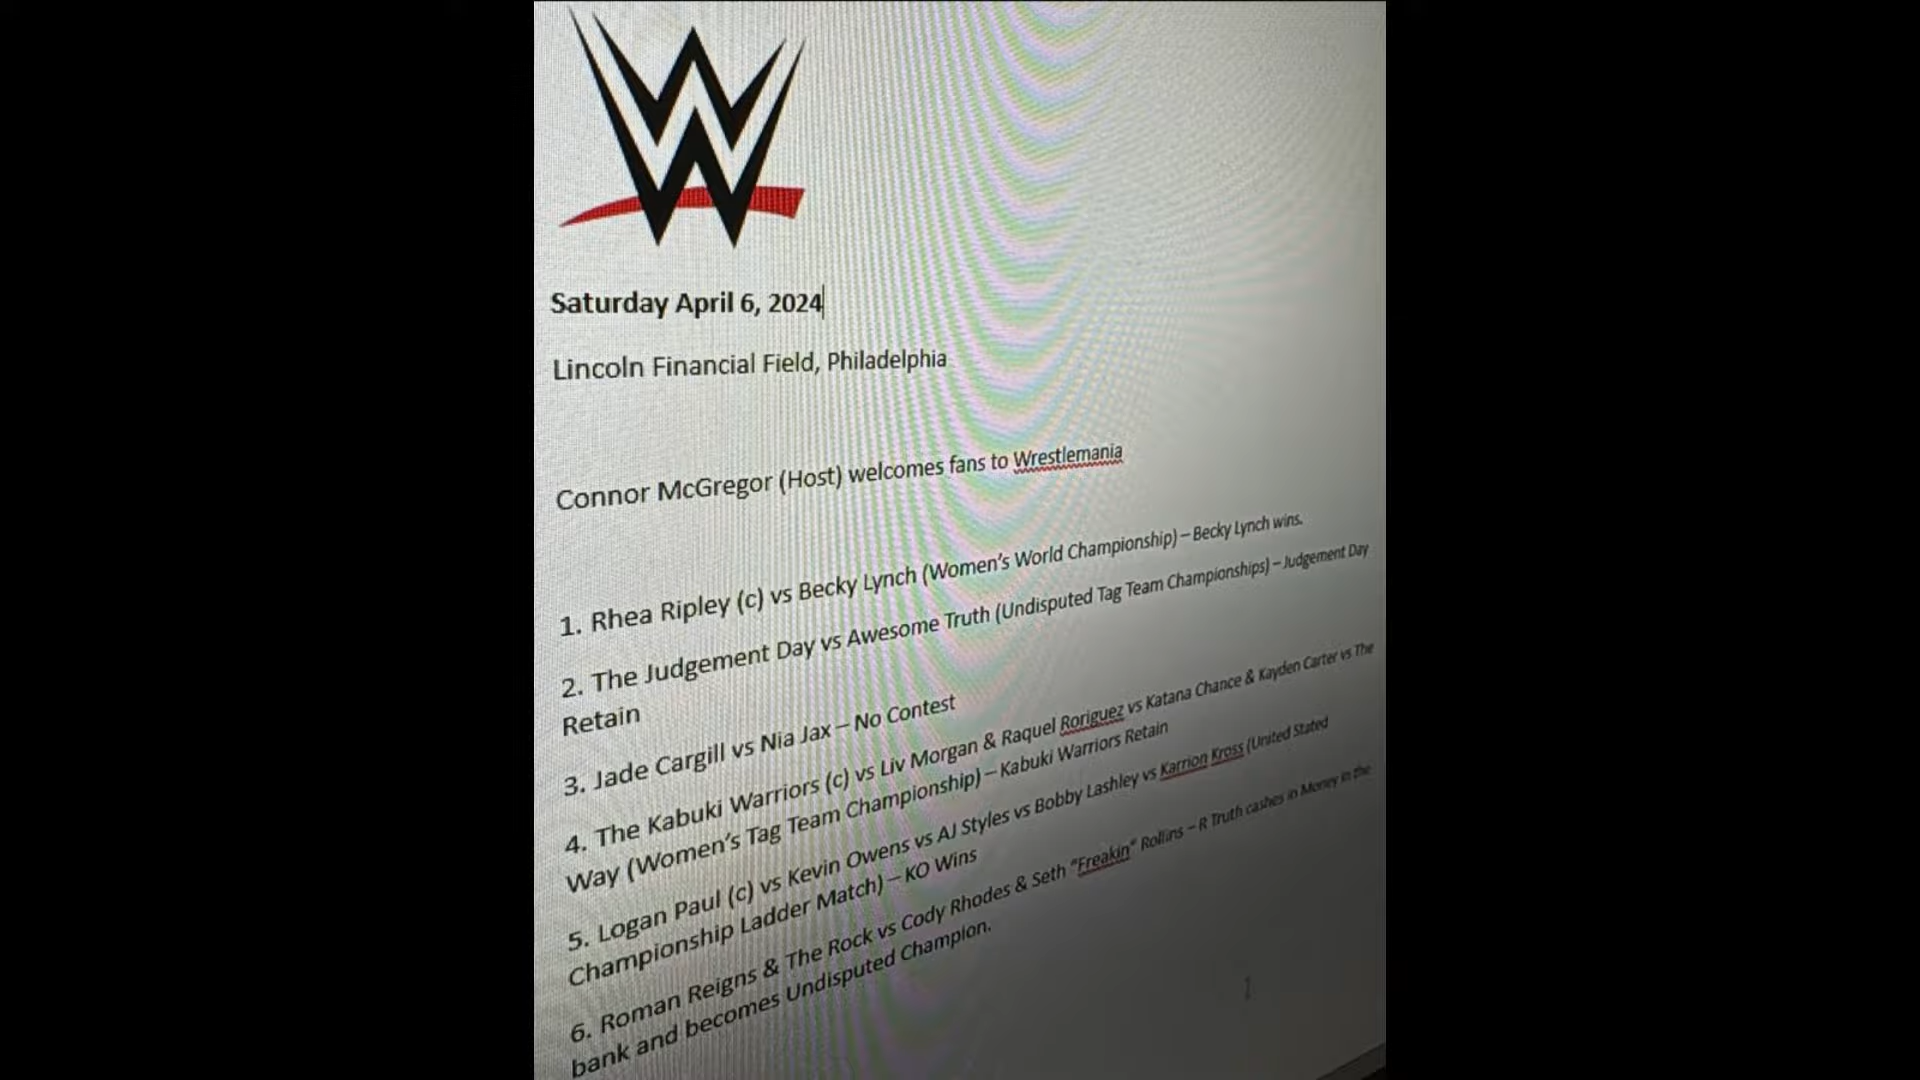 W
Saturday April 6, 2024
Lincoln Financial Field, Philadelphia
Connor McGregor (Host) welcomes fans to Wrestlemania
1. Rhea Ripley (c) vs Becky Lynch (Women's World Championship) – Becky Lynch wins.
2. The Judgement Day vs Awesome Truth (Undisputed Tag Team Championships) – Judgement Day
Retain
3. Jade Cargill vs Nia Jax – No Contest
4. The Kabuki Warriors (c) vs Liv Morgan & Raquel Roriguez vs Katana Chance & Kayden Carter vs The
Way (Women's Tag Team Championship) – Kabuki Warriors Retain
5. Logan Paul (c) vs Kevin Owens vs AJ Styles vs Bobby Lashley vs Karrion Kross (United Stated
Championship Ladder Match) – KO Wins
6. Roman Reigns & The Rock vs Cody Rhodes & Seth "Freakin" Rollins – R Truth cashes in Money in the
bank and becomes Undisputed Champion.